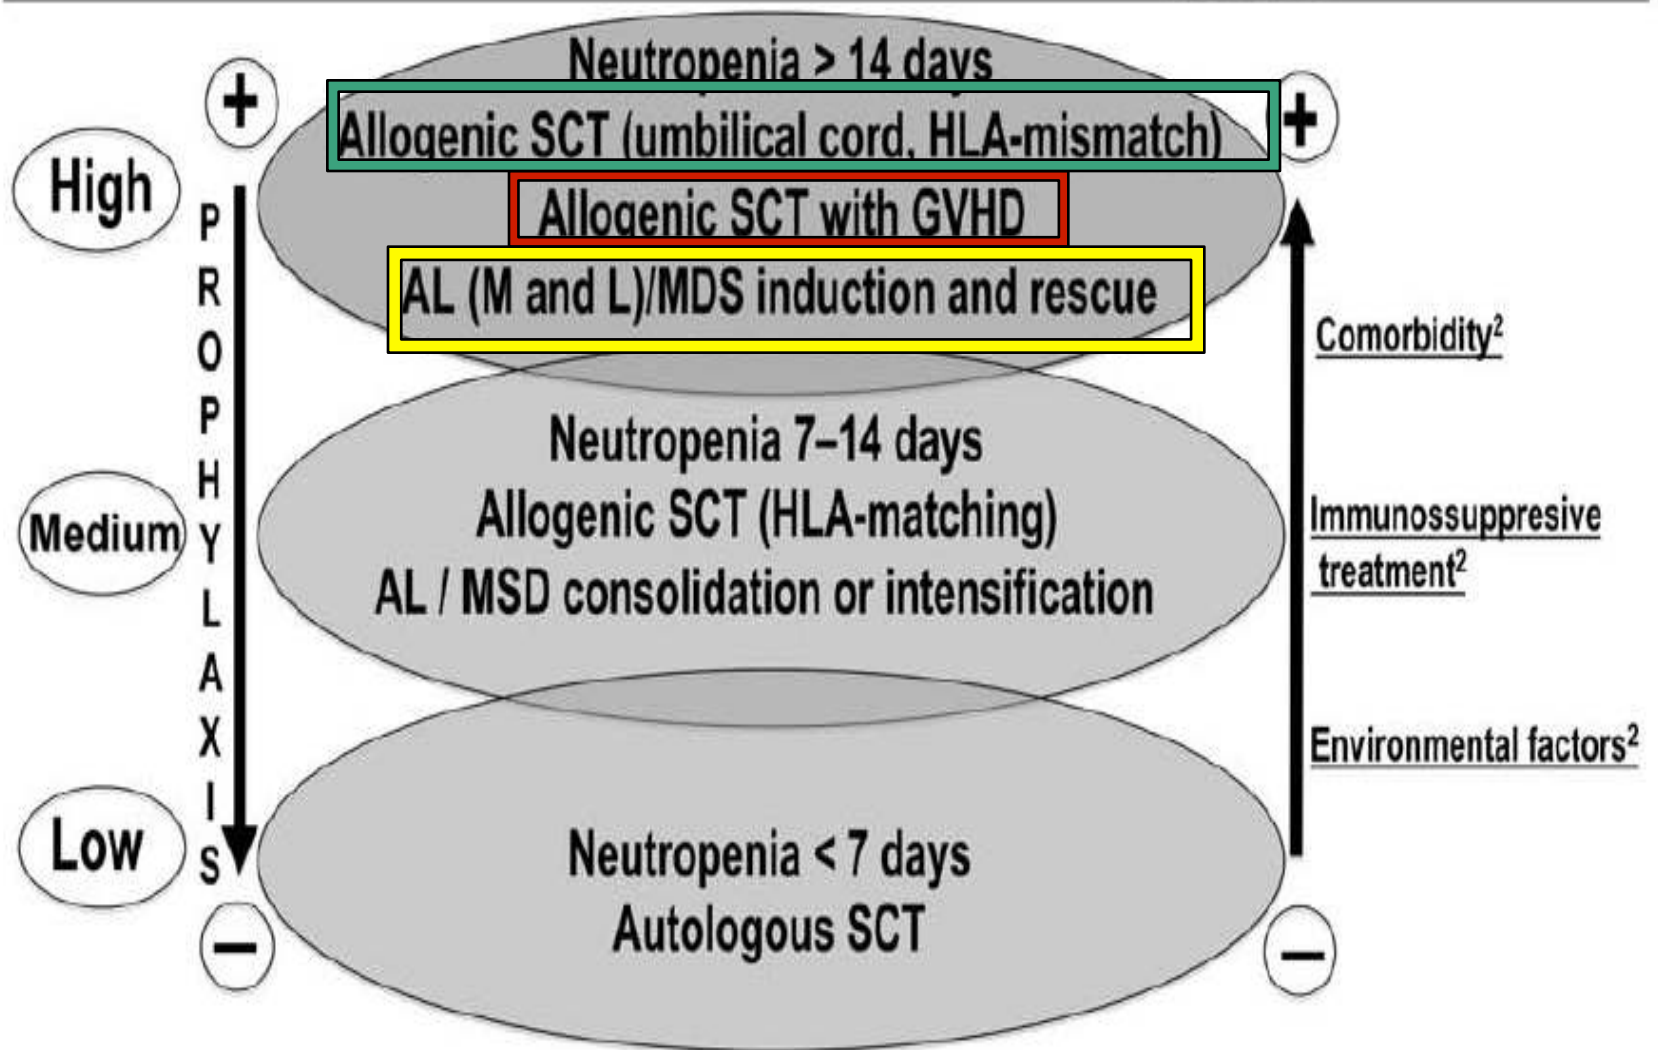 Neutropenia > 14 days
Allogenic SCT (umbilical cord, HLA-mismatch)
Allogenic SCT with GVHD
AL (M and L)/MDS induction and rescue
Neutropenia 7–14 days
Allogenic SCT (HLA-matching)
AL / MSD consolidation or intensification
Neutropenia < 7 days
Autologous SCT
+
High
Medium
Low
−
PROPHYLAXIS
+
Comorbidity²
Immunossuppresive
treatment²
Environmental factors²
−